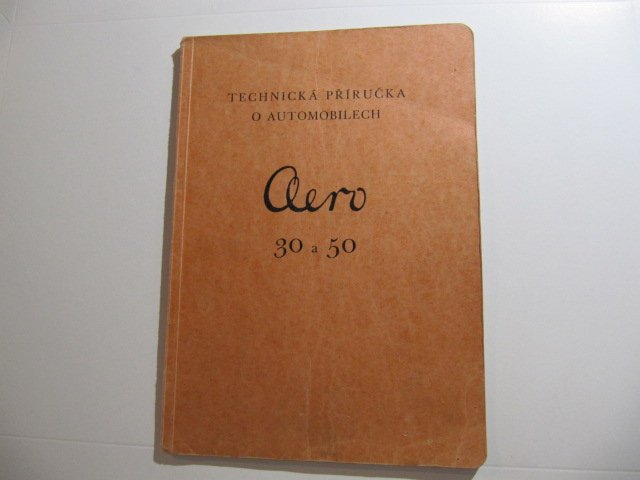 TECHNICKÁ PŘÍRUČKA
O AUTOMOBILECH
Aero
30 a 50